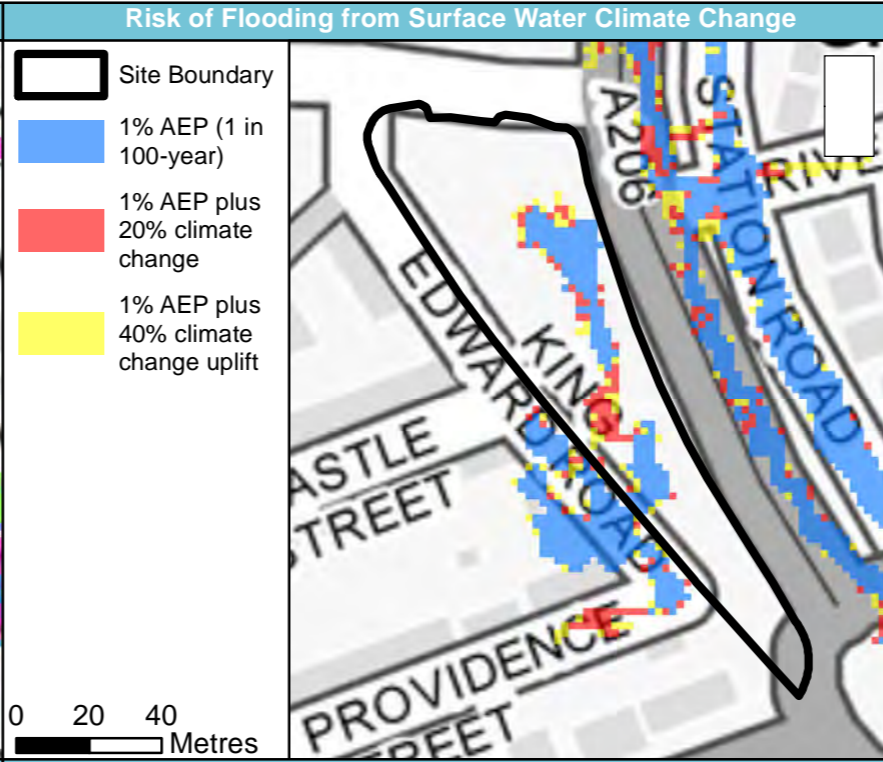 Risk of Flooding from Surface Water Climate Change
Site Boundary
1% AEP (1 in
100-year)
1% AEP plus
20% climate
change
1% AEP plus
40% climate
change uplift
0 20 40
Metres
A206
STATION ROAD
RIVE
KING
EDWARD ROAD
ASTLE
STREET
PROVIDENCE
REET